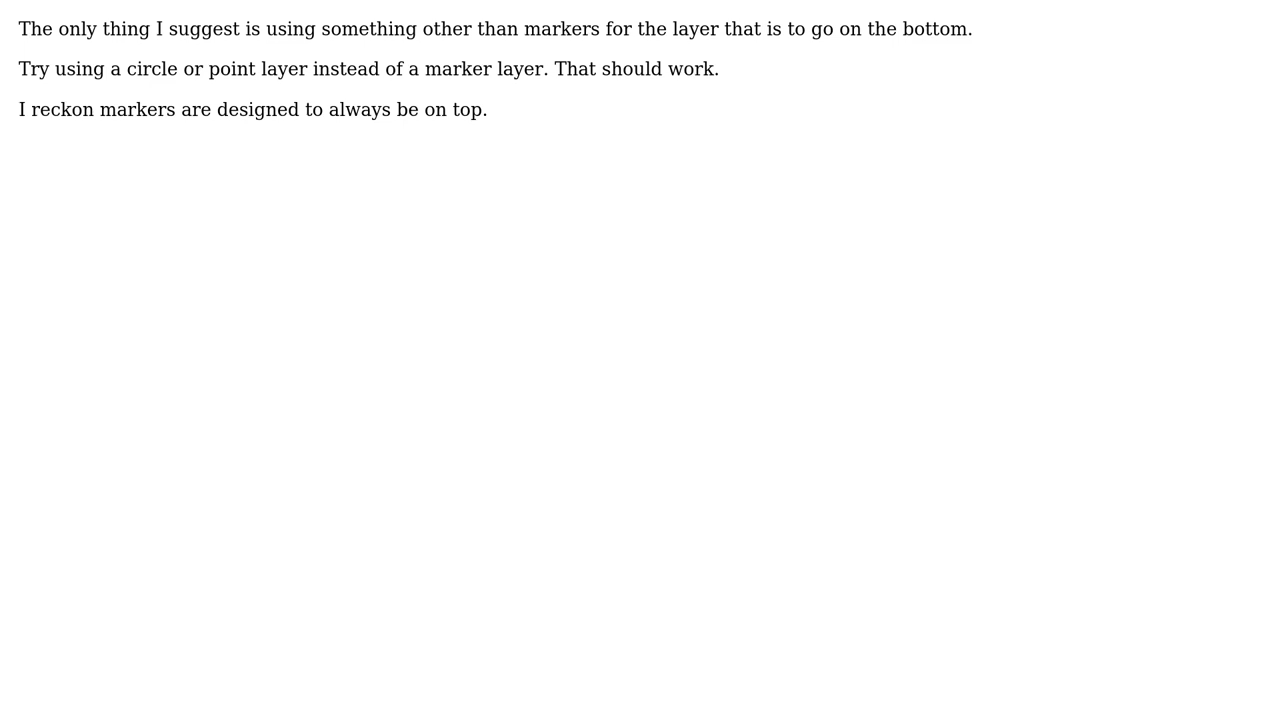 The only thing I suggest is using something other than markers for the layer that is to go on the bottom.
Try using a circle or point layer instead of a marker layer. That should work.
I reckon markers are designed to always be on top.